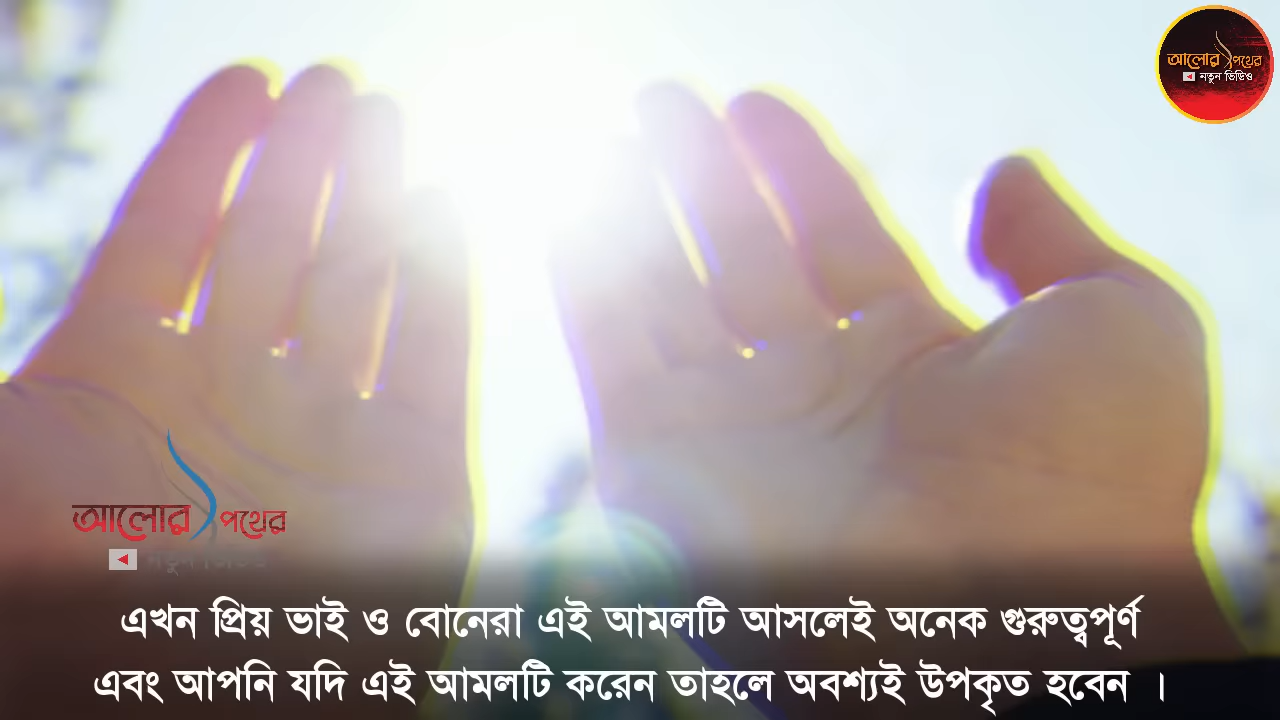 আলোর পথের
নতুন ভিডিও
আলোর পথের
নতুন ভিডিও
এখন প্রিয় ভাই ও বোনেরা এই আমলটি আসলেই অনেক গুরুত্বপূর্ণ
এবং আপনি যদি এই আমলটি করেন তাহলে অবশ্যই উপকৃত হবেন ।